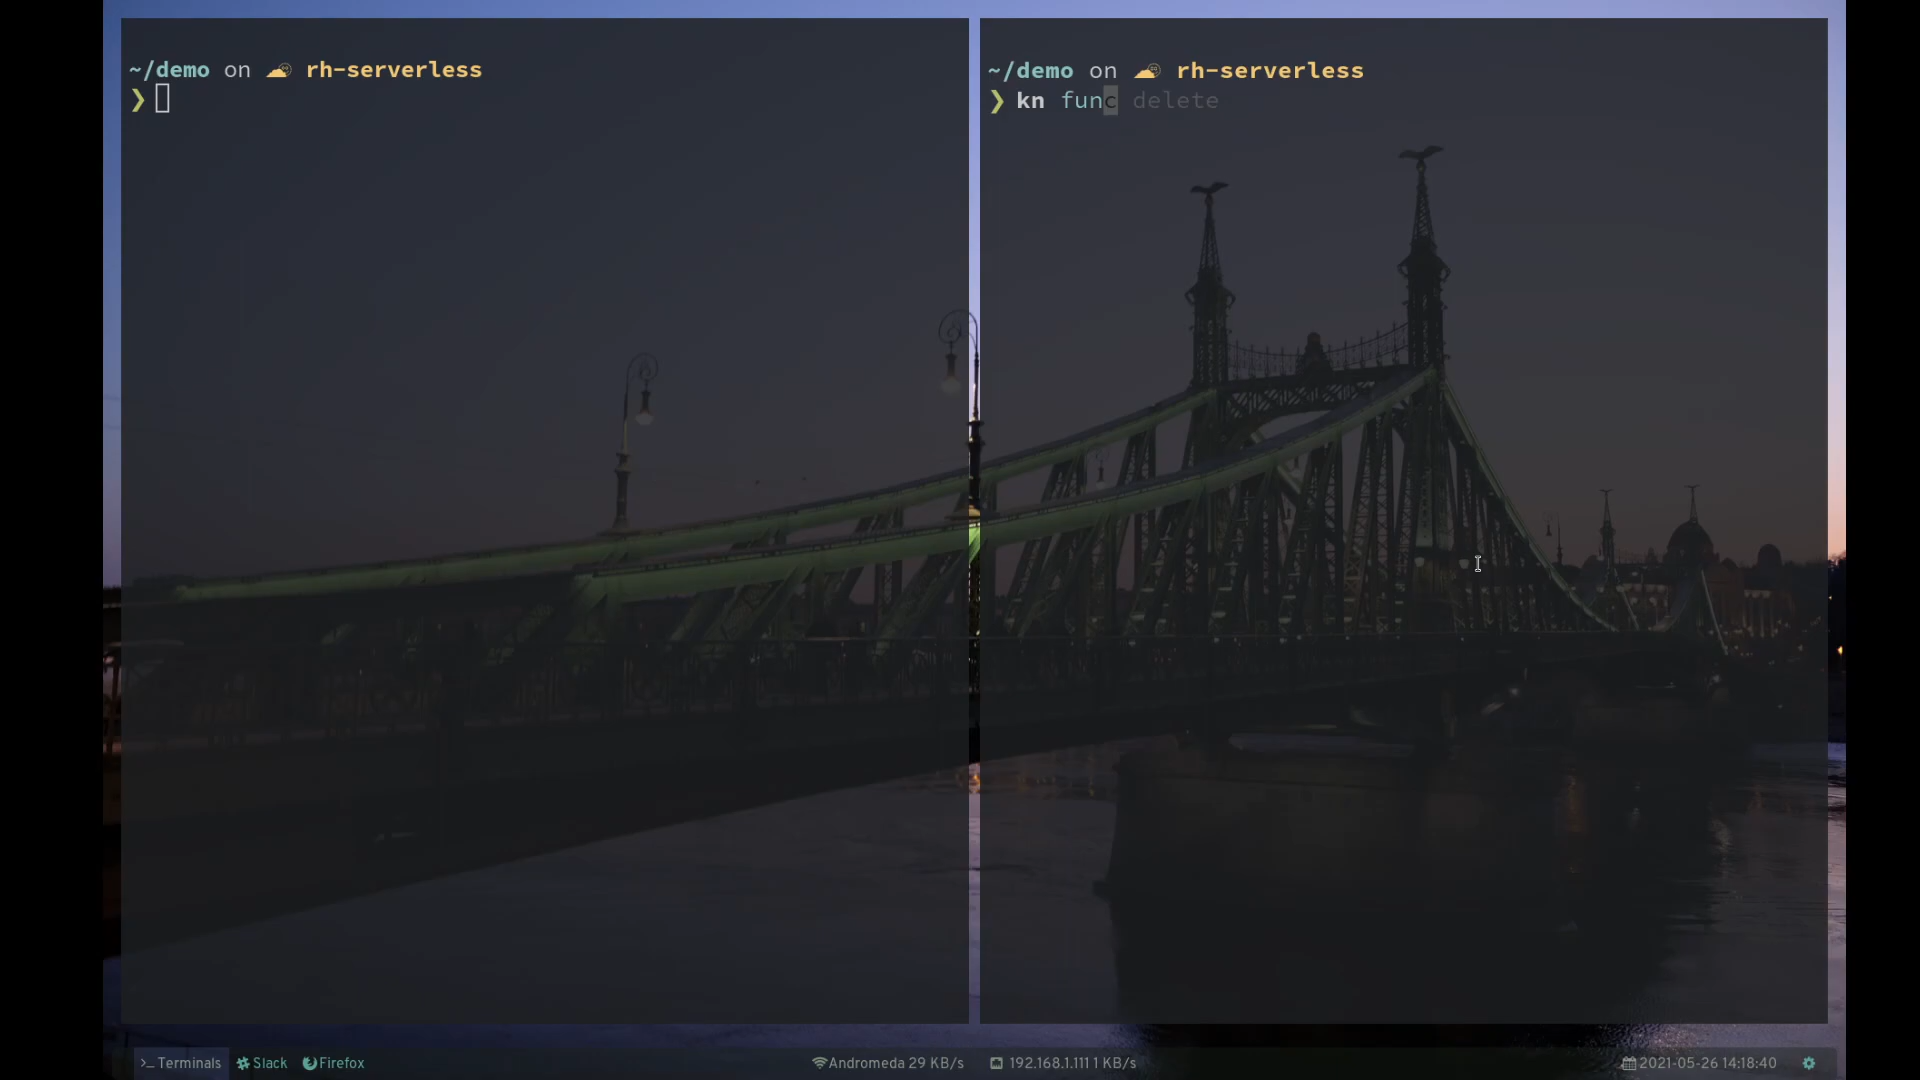 ~/demo on rh-serverless
❯
~/demo on rh-serverless
❯ kn func delete
>_ Terminals Slack Firefox Andromeda 29 KB/s 192.168.1.111 1 KB/s 2021-05-26 14:18:40